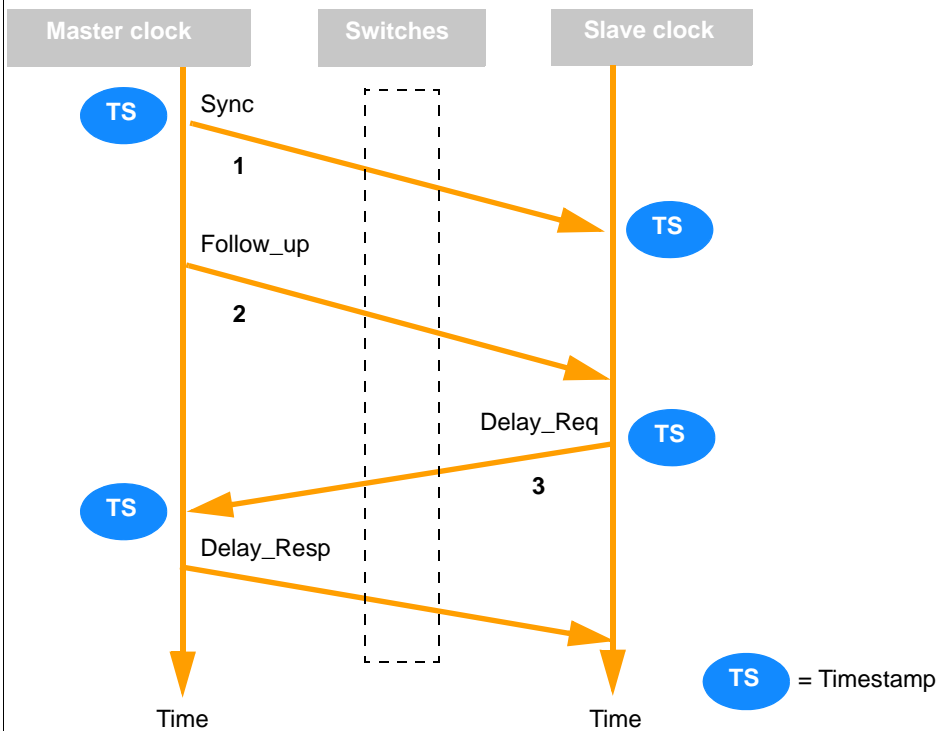 Master clock
Switches
Slave clock
TS
Sync
1
TS
Follow_up
2
Delay_Req
TS
3
TS
Delay_Resp
TS = Timestamp
Time
Time